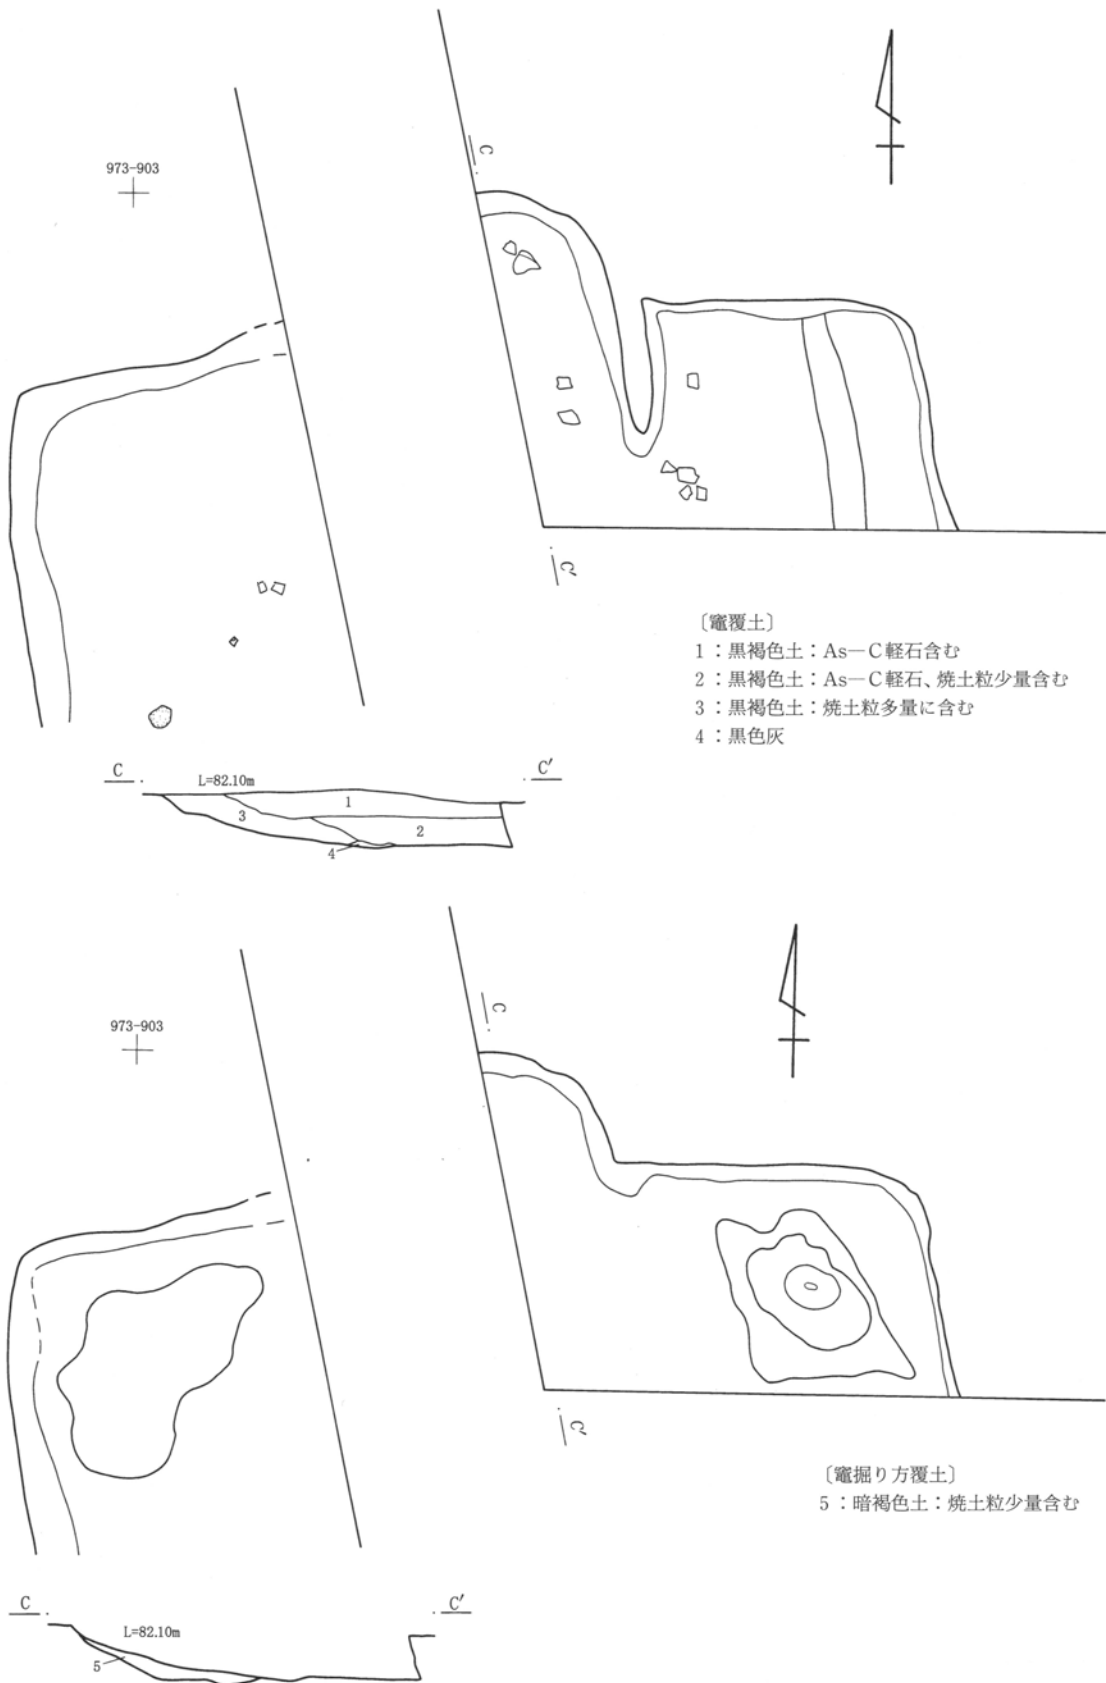 973-903
C
C′
〔竈覆土〕
1：黒褐色土：As―C軽石含む
2：黒褐色土：As―C軽石、焼土粒少量含む
3：黒褐色土：焼土粒多量に含む
4：黒色灰
C
L=82.10m
C′
1
3
2
4
973-903
C
C′
〔竈掘り方覆土〕
5：暗褐色土：焼土粒少量含む
C
L=82.10m
C′
5